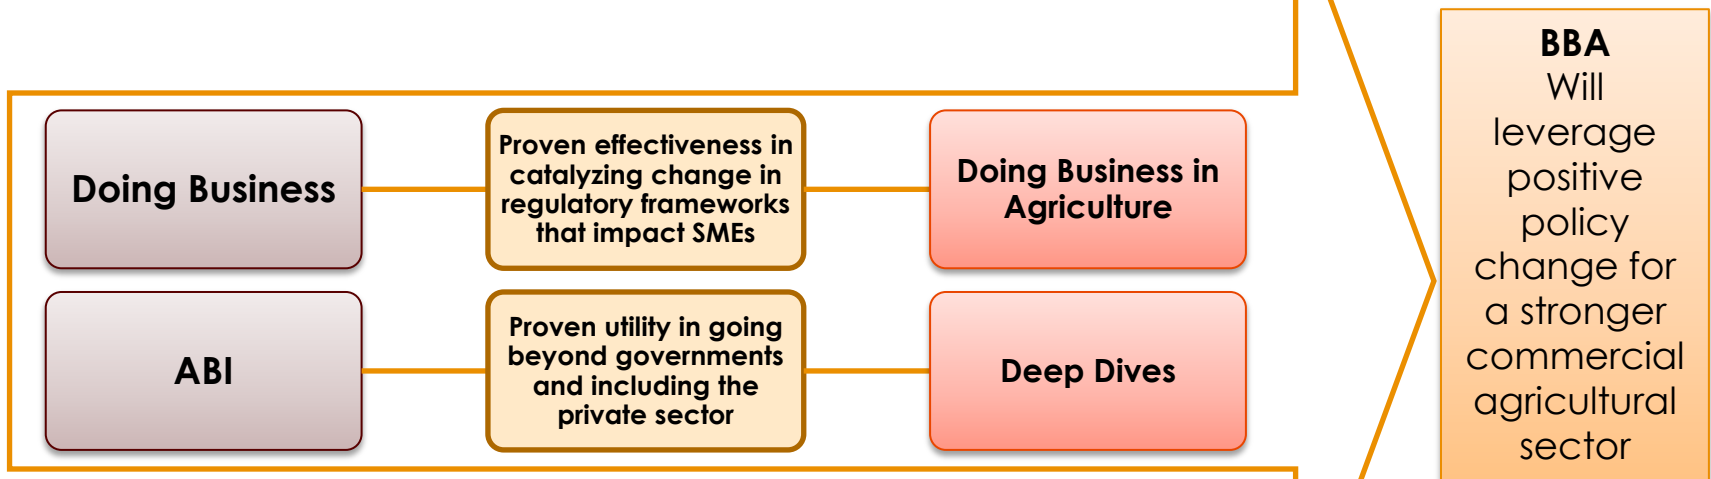 Doing Business
Proven effectiveness in
catalyzing change in
regulatory frameworks
that impact SMEs
Doing Business in
Agriculture
ABI
Proven utility in going
beyond governments
and including the
private sector
Deep Dives
BBA
Will
leverage
positive
policy
change for
a stronger
commercial
agricultural
sector